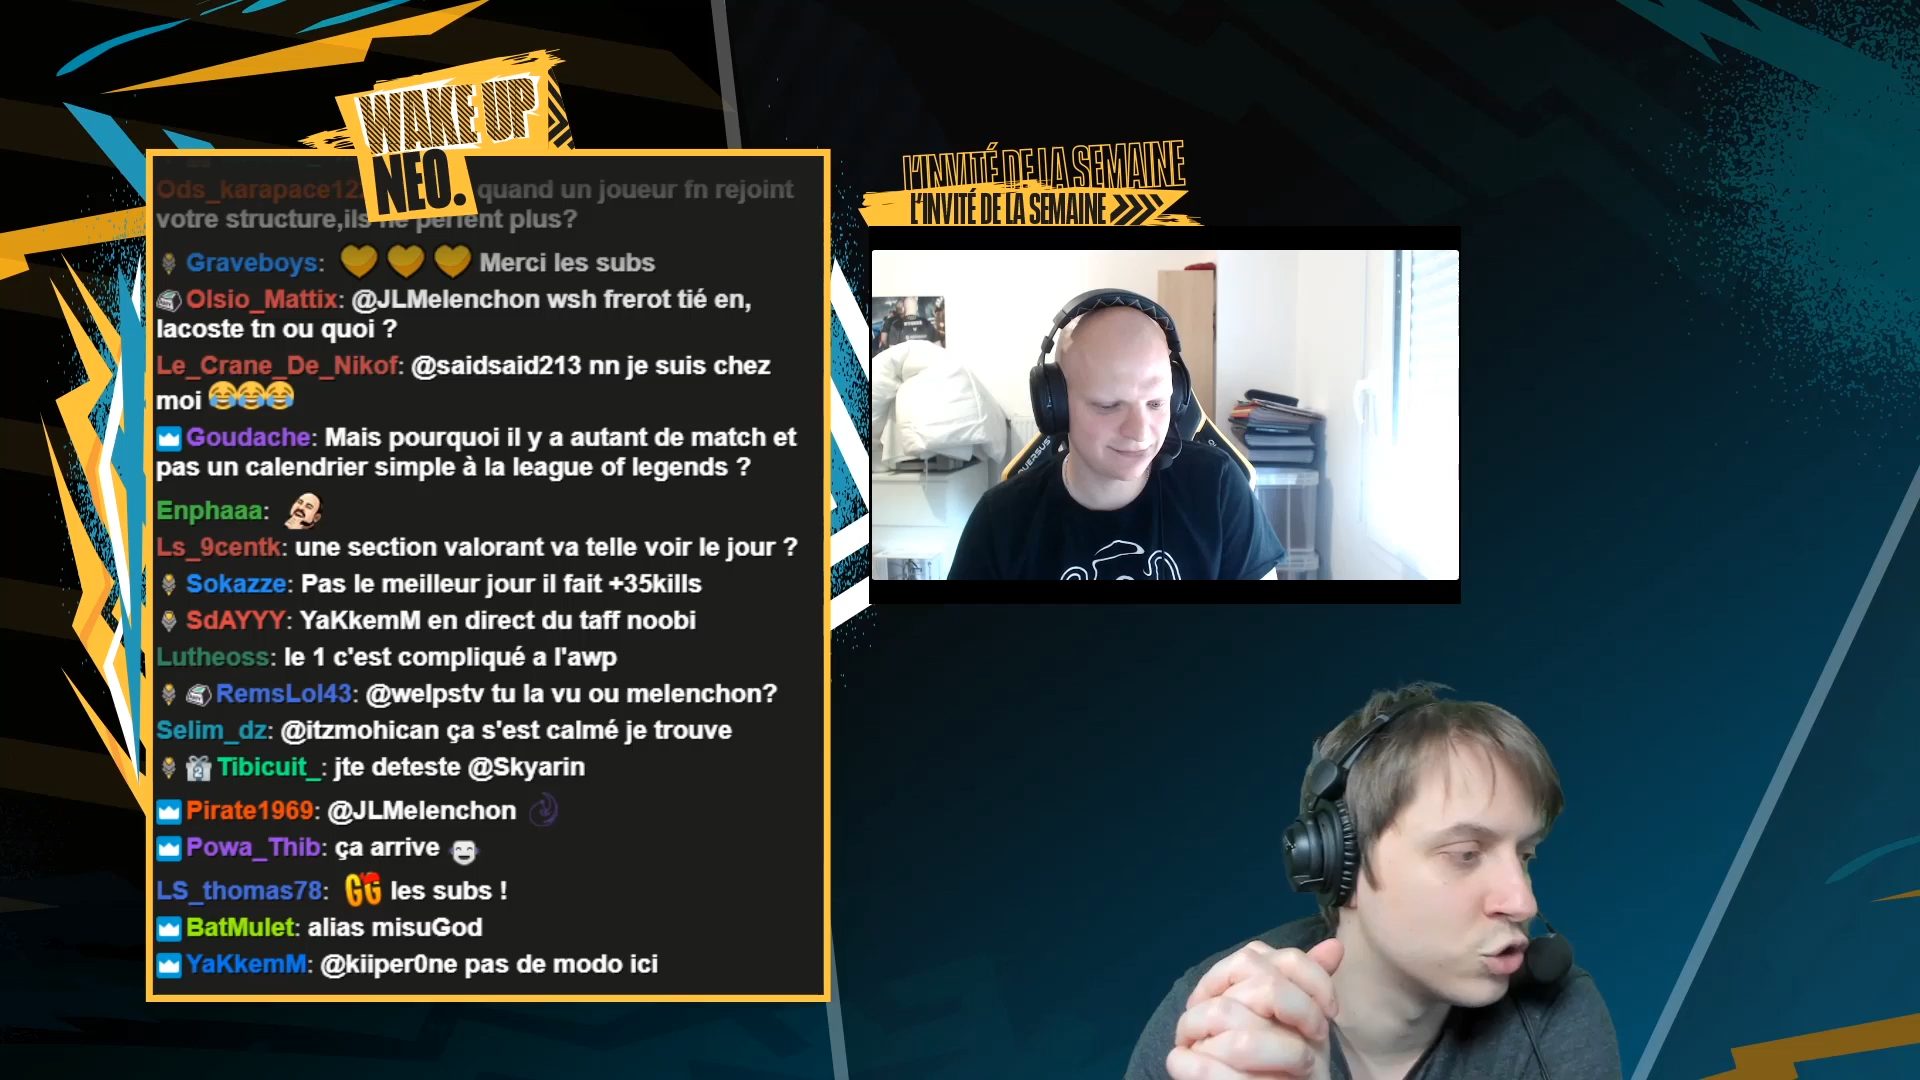 WAKE UP
NEO.
Ods_karapace12 quand un joueur fn rejoint
votre structure,ils ne perlent plus?
Graveboys: Merci les subs
Olsio_Mattix: @JLMelenchon wsh frerot tié en,
lacoste tn ou quoi ?
Le_Crane_De_Nikof: @saidsaid213 nn je suis chez
moi 😂😂😂
Goudache: Mais pourquoi il y a autant de match et
pas un calendrier simple à la league of legends ?
Enphaaa:
Ls_9centk: une section valorant va telle voir le jour ?
Sokazze: Pas le meilleur jour il fait +35kills
SdAYYY: YaKkemM en direct du taff noobi
Lutheoss: le 1 c'est compliqué a l'awp
RemsLol43: @welpstv tu la vu ou melenchon?
Selim_dz: @itzmohican ça s'est calmé je trouve
Tibicuit_: jte deteste @Skyarin
Pirate1969: @JLMelenchon
Powa_Thib: ça arrive
LS_thomas78: GG les subs !
BatMulet: alias misuGod
YaKkemM: @kiiper0ne pas de modo ici
L'INVITÉ DE LA SEMAINE
L'INVITÉ DE LA SEMAINE